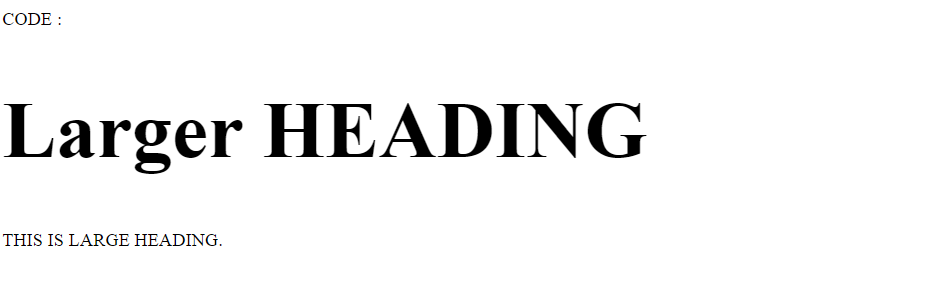 CODE :
Larger HEADING
THIS IS LARGE HEADING.